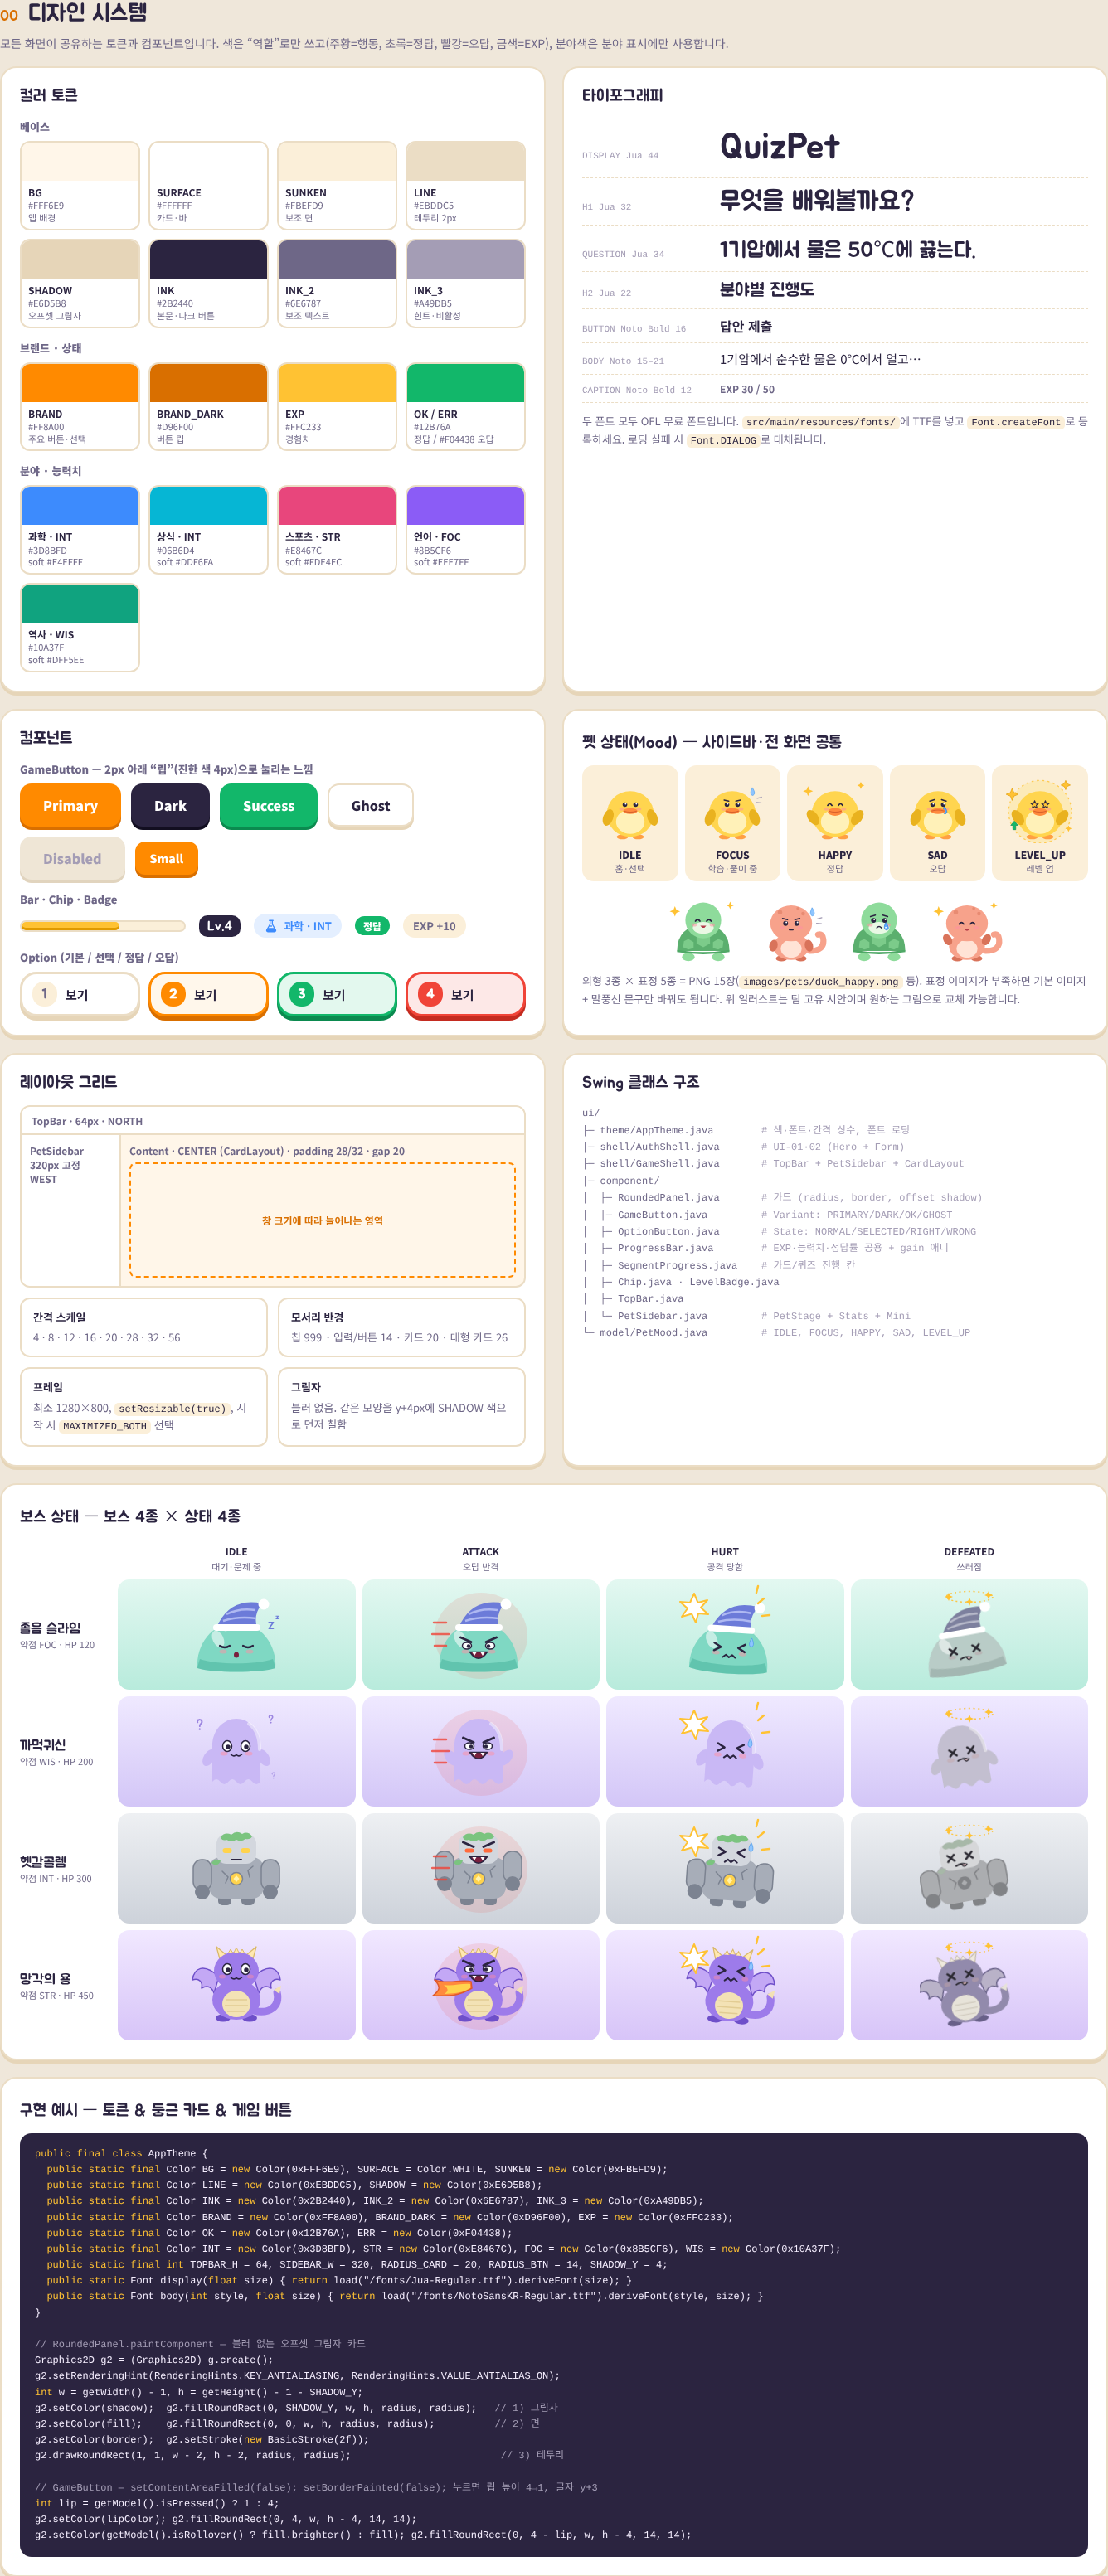 00 디자인 시스템
모든 화면이 공유하는 토큰과 컴포넌트입니다. 색은 “역할”로만 쓰고(주황=행동, 초록=정답, 빨강=오답, 금색=EXP), 분야색은 분야 표시에만 사용합니다.
컬러 토큰
베이스
BG
#FFF6E9
앱 배경
SURFACE
#FFFFFF
카드·바
SUNKEN
#FBEFD9
보조 면
LINE
#EBDDC5
테두리 2px
SHADOW
#E6D5B8
오프셋 그림자
INK
#2B2440
본문·다크 버튼
INK_2
#6E6787
보조 텍스트
INK_3
#A49DB5
힌트·비활성
브랜드 · 상태
BRAND
#FF8A00
주요 버튼·선택
BRAND_DARK
#D96F00
버튼 립
EXP
#FFC233
경험치
OK / ERR
#12B76A
정답 / #F04438 오답
분야 · 능력치
과학 · INT
#3D8BFD
soft #E4EFFF
상식 · INT
#06B6D4
soft #DDF6FA
스포츠 · STR
#E8467C
soft #FDE4EC
언어 · FOC
#8B5CF6
soft #EEE7FF
역사 · WIS
#10A37F
soft #DFF5EE
타이포그래피
DISPLAY Jua 44 QuizPet
H1 Jua 32 무엇을 배워볼까요?
QUESTION Jua 34 1기압에서 물은 50℃에 끓는다.
H2 Jua 22 분야별 진행도
BUTTON Noto Bold 16 답안 제출
BODY Noto 15–21 1기압에서 순수한 물은 0℃에서 얼고…
CAPTION Noto Bold 12 EXP 30 / 50
두 폰트 모두 OFL 무료 폰트입니다. src/main/resources/fonts/ 에 TTF를 넣고 Font.createFont 로 등
록하세요. 로딩 실패 시 Font.DIALOG 로 대체됩니다.
컴포넌트
GameButton — 2px 아래 “립”(진한 색 4px)으로 눌리는 느낌
Primary Dark Success Ghost
Disabled Small
Bar · Chip · Badge
Lv.4 과학 · INT 정답 EXP +10
Option (기본 / 선택 / 정답 / 오답)
1 보기 2 보기 3 보기 4 보기
펫 상태(Mood) — 사이드바·전 화면 공통
IDLE
홈·선택
FOCUS
학습·풀이 중
HAPPY
정답
SAD
오답
LEVEL_UP
레벨 업
외형 3종 × 표정 5종 = PNG 15장( images/pets/duck_happy.png 등). 표정 이미지가 부족하면 기본 이미지
+ 말풍선 문구만 바꿔도 됩니다. 위 일러스트는 팀 고유 시안이며 원하는 그림으로 교체 가능합니다.
레이아웃 그리드
TopBar · 64px · NORTH
PetSidebar
320px 고정
WEST
Content · CENTER (CardLayout) · padding 28/32 · gap 20
창 크기에 따라 늘어나는 영역
간격 스케일
4 · 8 · 12 · 16 · 20 · 28 · 32 · 56
모서리 반경
칩 999 · 입력/버튼 14 · 카드 20 · 대형 카드 26
프레임
최소 1280×800, setResizable(true) , 시
작 시 MAXIMIZED_BOTH 선택
그림자
블러 없음. 같은 모양을 y+4px에 SHADOW 색으
로 먼저 칠함
Swing 클래스 구조
ui/
├─ theme/AppTheme.java # 색·폰트·간격 상수, 폰트 로딩
├─ shell/AuthShell.java # UI-01·02 (Hero + Form)
├─ shell/GameShell.java # TopBar + PetSidebar + CardLayout
├─ component/
│ ├─ RoundedPanel.java # 카드 (radius, border, offset shadow)
│ ├─ GameButton.java # Variant: PRIMARY/DARK/OK/GHOST
│ ├─ OptionButton.java # State: NORMAL/SELECTED/RIGHT/WRONG
│ ├─ ProgressBar.java # EXP·능력치·정답률 공용 + gain 애니
│ ├─ SegmentProgress.java # 카드/퀴즈 진행 칸
│ ├─ Chip.java · LevelBadge.java
│ ├─ TopBar.java
│ └─ PetSidebar.java # PetStage + Stats + Mini
└─ model/PetMood.java # IDLE, FOCUS, HAPPY, SAD, LEVEL_UP
보스 상태 — 보스 4종 × 상태 4종
IDLE
대기·문제 중
ATTACK
오답 반격
HURT
공격 당함
DEFEATED
쓰러짐
졸음 슬라임
약점 FOC · HP 120
z z
까먹귀신
약점 WIS · HP 200
? ? ?
헷갈골렘
약점 INT · HP 300
망각의 용
약점 STR · HP 450
구현 예시 — 토큰 & 둥근 카드 & 게임 버튼
public final class AppTheme {
public static final Color BG = new Color(0xFFF6E9), SURFACE = Color.WHITE, SUNKEN = new Color(0xFBEFD9);
public static final Color LINE = new Color(0xEBDDC5), SHADOW = new Color(0xE6D5B8);
public static final Color INK = new Color(0x2B2440), INK_2 = new Color(0x6E6787), INK_3 = new Color(0xA49DB5);
public static final Color BRAND = new Color(0xFF8A00), BRAND_DARK = new Color(0xD96F00), EXP = new Color(0xFFC233);
public static final Color OK = new Color(0x12B76A), ERR = new Color(0xF04438);
public static final Color INT = new Color(0x3D8BFD), STR = new Color(0xE8467C), FOC = new Color(0x8B5CF6), WIS = new Color(0x10A37F);
public static final int TOPBAR_H = 64, SIDEBAR_W = 320, RADIUS_CARD = 20, RADIUS_BTN = 14, SHADOW_Y = 4;
public static Font display(float size) { return load("/fonts/Jua-Regular.ttf").deriveFont(size); }
public static Font body(int style, float size) { return load("/fonts/NotoSansKR-Regular.ttf").deriveFont(style, size); }
}
// RoundedPanel.paintComponent — 블러 없는 오프셋 그림자 카드
Graphics2D g2 = (Graphics2D) g.create();
g2.setRenderingHint(RenderingHints.KEY_ANTIALIASING, RenderingHints.VALUE_ANTIALIAS_ON);
int w = getWidth() - 1, h = getHeight() - 1 - SHADOW_Y;
g2.setColor(shadow); g2.fillRoundRect(0, SHADOW_Y, w, h, radius, radius); // 1) 그림자
g2.setColor(fill); g2.fillRoundRect(0, 0, w, h, radius, radius); // 2) 면
g2.setColor(border); g2.setStroke(new BasicStroke(2f));
g2.drawRoundRect(1, 1, w - 2, h - 2, radius, radius); // 3) 테두리
// GameButton — setContentAreaFilled(false); setBorderPainted(false); 누르면 립 높이 4→1, 글자 y+3
int lip = getModel().isPressed() ? 1 : 4;
g2.setColor(lipColor); g2.fillRoundRect(0, 4, w, h - 4, 14, 14);
g2.setColor(getModel().isRollover() ? fill.brighter() : fill); g2.fillRoundRect(0, 4 - lip, w, h - 4, 14, 14);